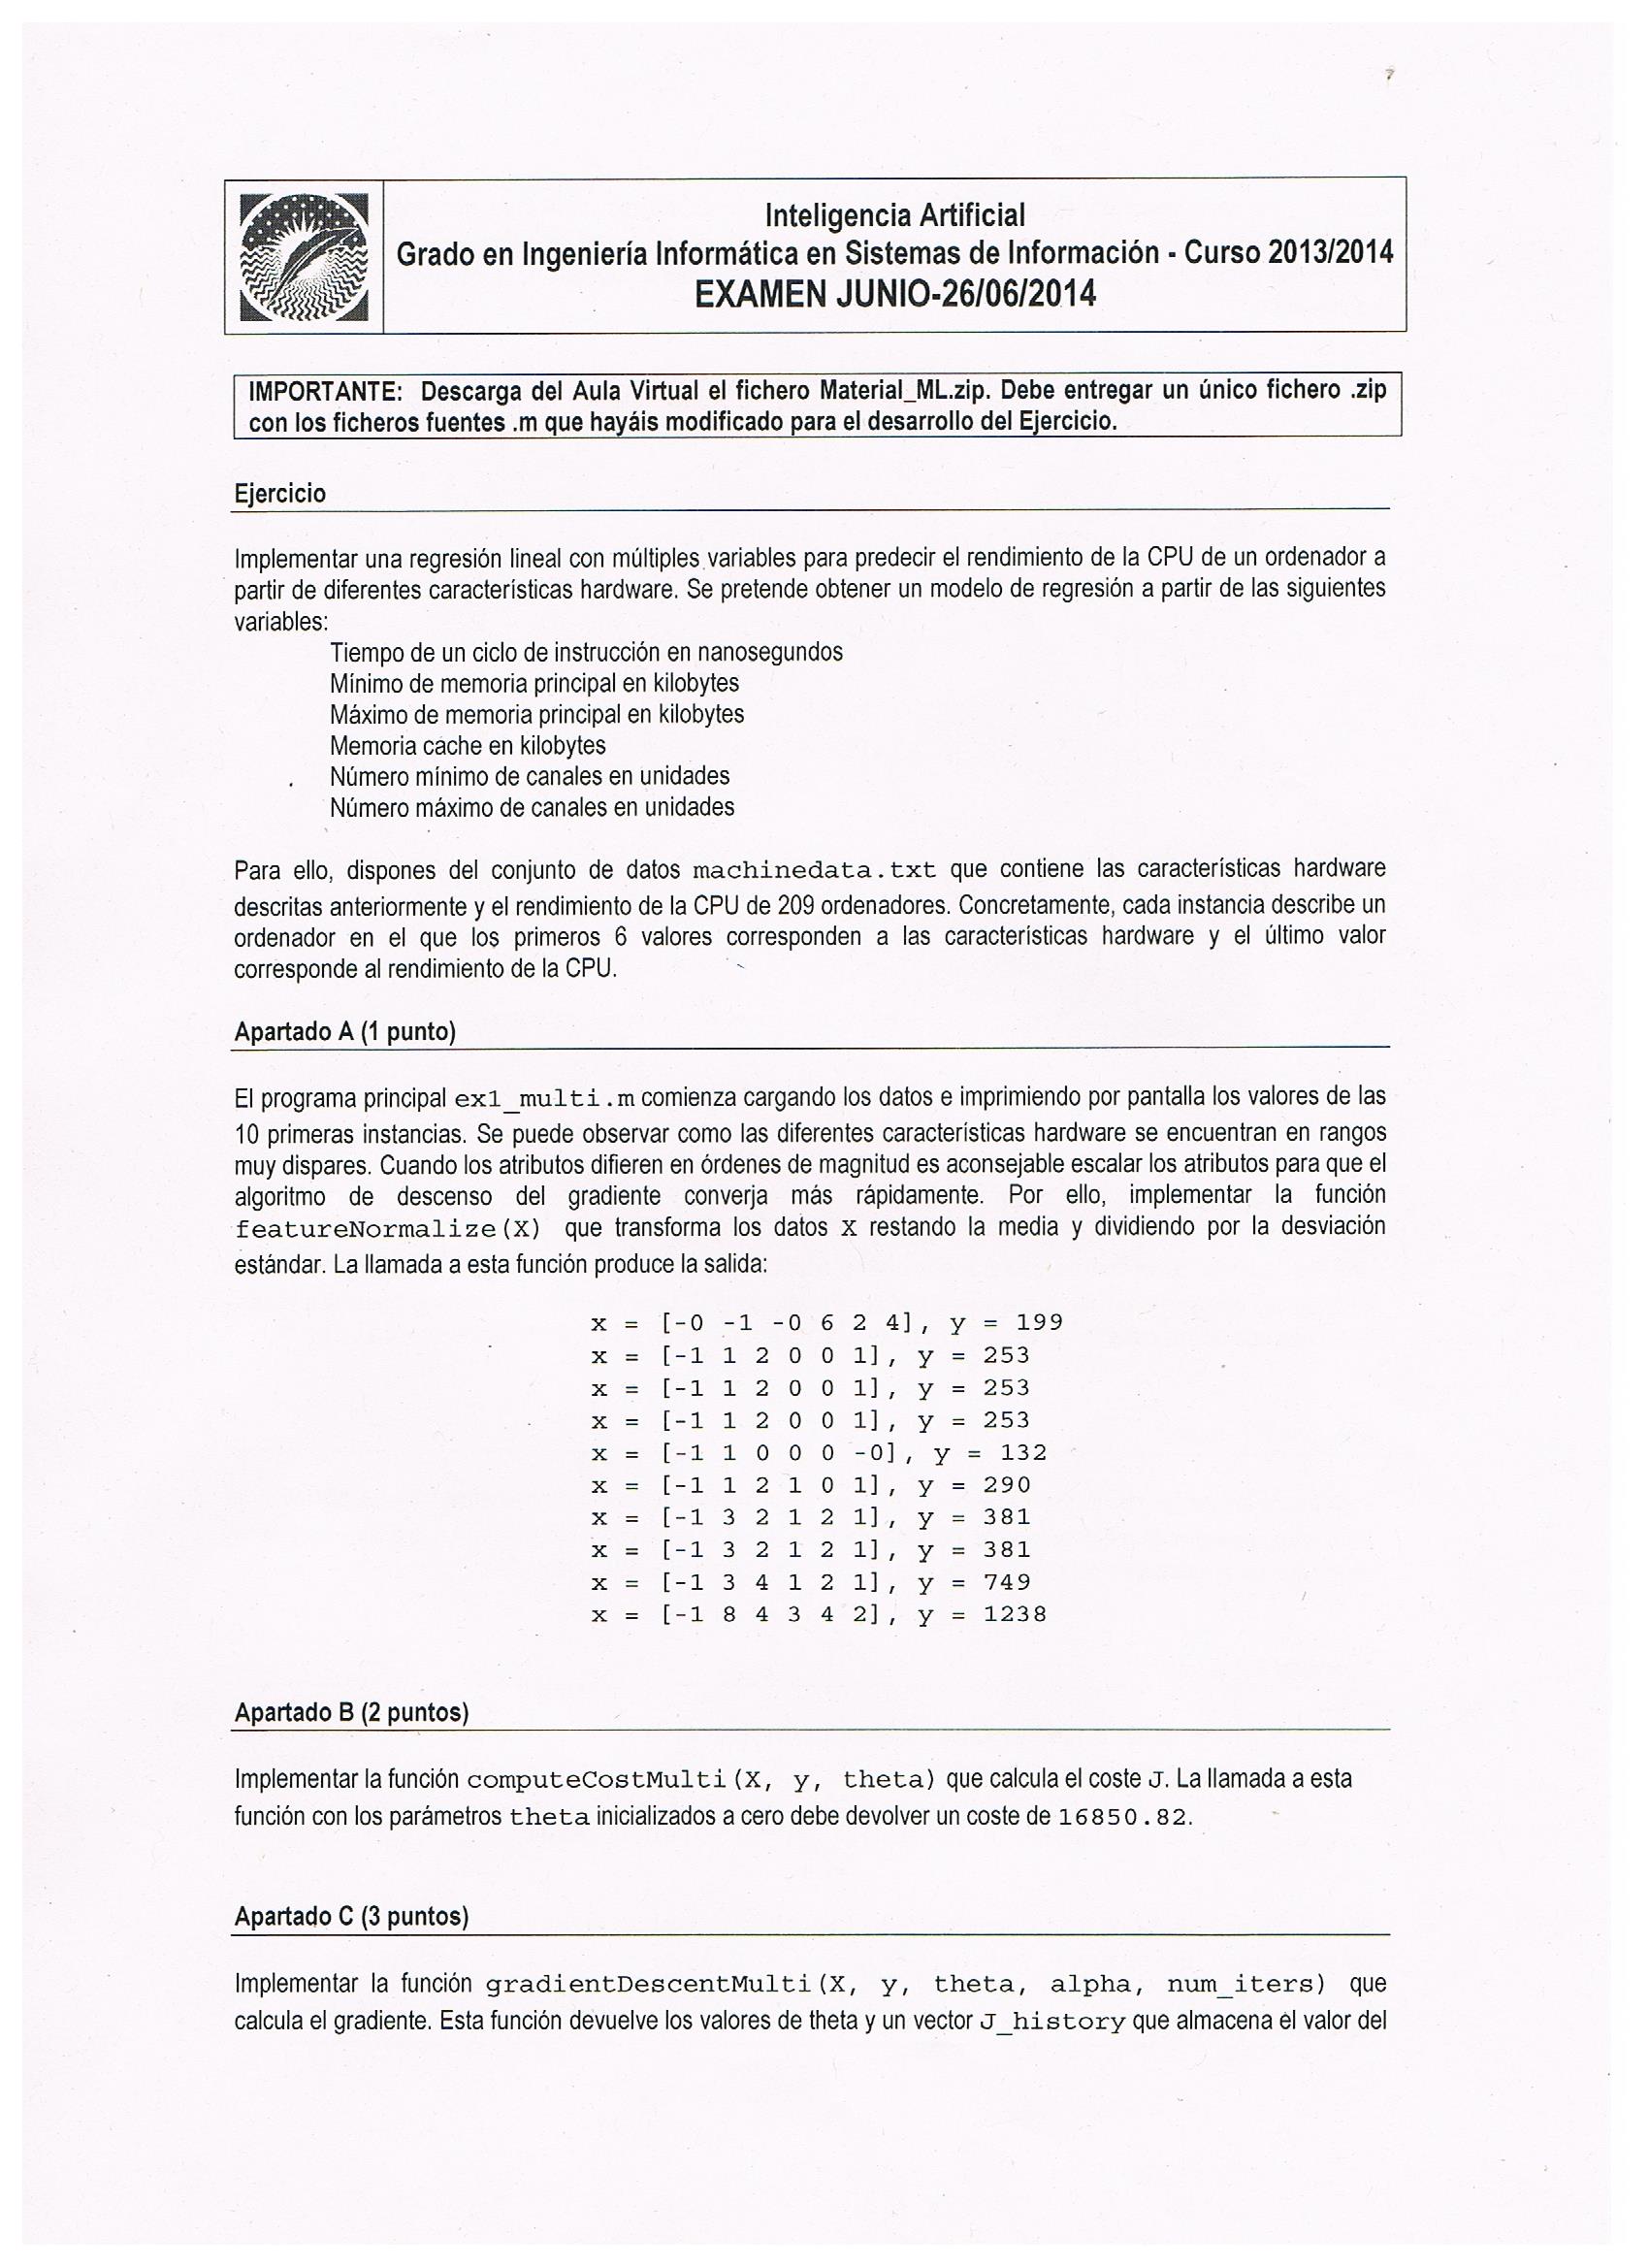 Inteligencia Artificial
Grado en Ingeniería Informática en Sistemas de Información - Curso 2013/2014
EXAMEN JUNIO-26/06/2014
IMPORTANTE: Descarga del Aula Virtual el fichero Material_ML.zip. Debe entregar un único fichero .zip
con los ficheros fuentes .m que hayáis modificado para el desarrollo del Ejercicio.
Ejercicio
Implementar una regresión lineal con múltiples variables para predecir el rendimiento de la CPU de un ordenador a
partir de diferentes características hardware. Se pretende obtener un modelo de regresión a partir de las siguientes
variables:
Tiempo de un ciclo de instrucción en nanosegundos
Mínimo de memoria principal en kilobytes
Máximo de memoria principal en kilobytes
Memoria cache en kilobytes
Número mínimo de canales en unidades
Número máximo de canales en unidades
Para ello, dispones del conjunto de datos machinedata.txt que contiene las características hardware
descritas anteriormente y el rendimiento de la CPU de 209 ordenadores. Concretamente, cada instancia describe un
ordenador en el que los primeros 6 valores corresponden a las características hardware y el último valor
corresponde al rendimiento de la CPU.
Apartado A (1 punto)
El programa principal ex1_multi.m comienza cargando los datos e imprimiendo por pantalla los valores de las
10 primeras instancias. Se puede observar como las diferentes características hardware se encuentran en rangos
muy dispares. Cuando los atributos difieren en órdenes de magnitud es aconsejable escalar los atributos para que el
algoritmo de descenso del gradiente converja más rápidamente. Por ello, implementar la función
featureNormalize(X) que transforma los datos X restando la media y dividiendo por la desviación
estándar. La llamada a esta función produce la salida:
x = [-0 -1 -0 6 2 4], y = 199
x = [-1 1 2 0 0 1], y = 253
x = [-1 1 2 0 0 1], y = 253
x = [-1 1 2 0 0 1], y = 253
x = [-1 1 0 0 0 -0], y = 132
x = [-1 1 2 1 0 1], y = 290
x = [-1 3 2 1 2 1], y = 381
x = [-1 3 2 1 2 1], y = 381
x = [-1 3 4 1 2 1], y = 749
x = [-1 8 4 3 4 2], y = 1238
Apartado B (2 puntos)
Implementar la función computeCostMulti(X, y, theta) que calcula el coste J. La llamada a esta
función con los parámetros theta inicializados a cero debe devolver un coste de 16850.82.
Apartado C (3 puntos)
Implementar la función gradientDescentMulti(X, y, theta, alpha, num_iters) que
calcula el gradiente. Esta función devuelve los valores de theta y un vector J_history que almacena el valor del